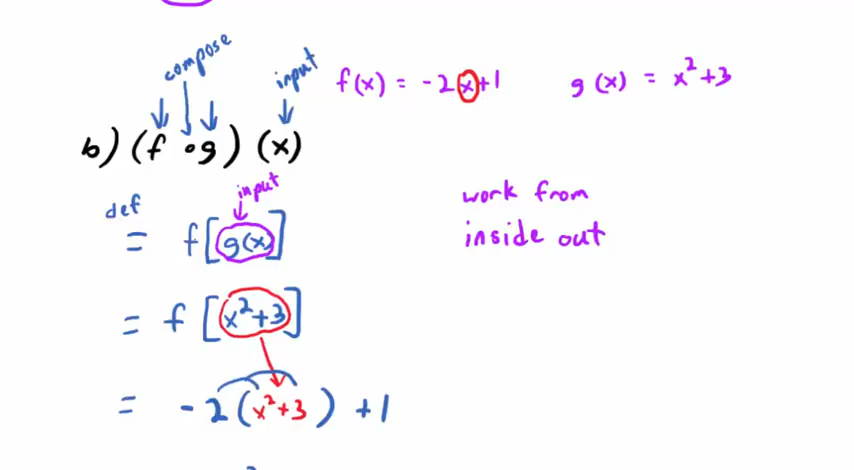 compose
input
f(x) = -2x+1
g(x) = x²+3
b) (f ∘ g) (x)
input
def
= f[g(x)]
work from
inside out
= f[x²+3]
= -2(x²+3) + 1